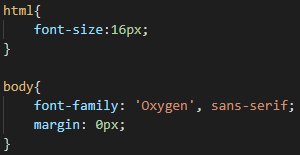 html{
    font-size:16px;
}

body{
    font-family: 'Oxygen', sans-serif;
    margin: 0px;
}